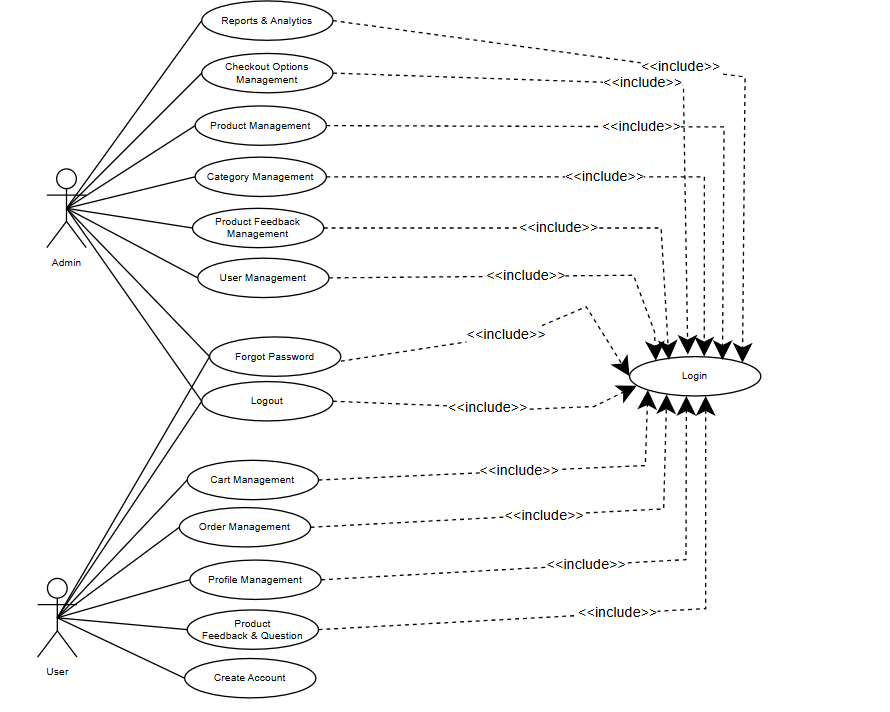 Reports & Analytics
<<include>>
Checkout Options
Management
<<include>>
Product Management
<<include>>
Category Management
<<include>>
Product Feedback
Management
<<include>>
Admin
User Management
<<include>>
Forgot Password
<<include>>
Login
Logout
<<include>>
Cart Management
<<include>>
Order Management
<<include>>
Profile Management
<<include>>
Product
Feedback & Question
<<include>>
User
Create Account